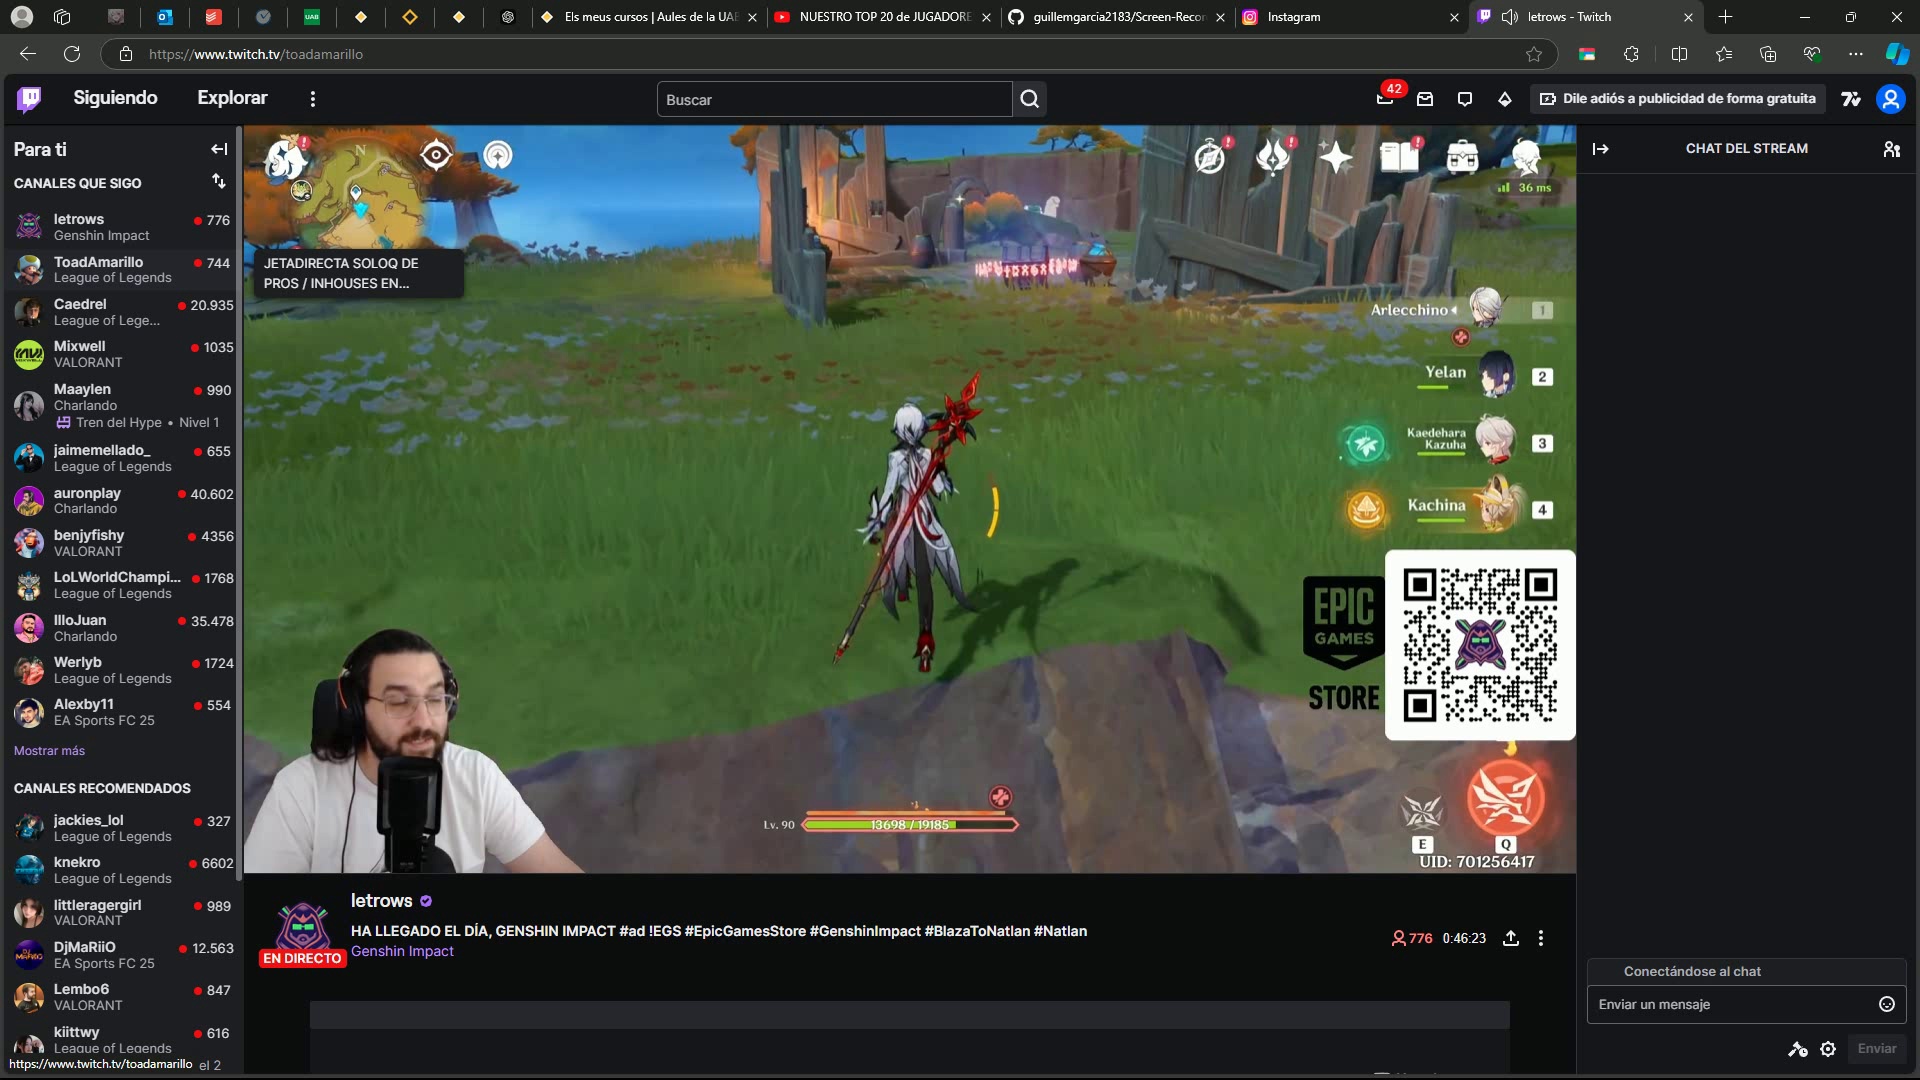 UAB
Els meus cursos | Aules de la UAB
NUESTRO TOP 20 de JUGADORE
guillemgarcia2183/Screen-Recor
Instagram
letrows - Twitch
https://www.twitch.tv/toadamarillo
Siguiendo
Explorar
Buscar
42
Dile adiós a publicidad de forma gratuita
Para ti
CANALES QUE SIGO
letrows
776
Genshin Impact
ToadAmarillo
744
League of Legends
Caedrel
20.935
League of Lege...
Mixwell
1035
VALORANT
Maaylen
990
Charlando
Tren del Hype • Nivel 1
jaimemellado_
655
League of Legends
auronplay
40.602
Charlando
benjyfishy
4356
VALORANT
LoLWorldChampi...
1768
League of Legends
IlloJuan
35.478
Charlando
Werlyb
1724
League of Legends
Alexby11
554
EA Sports FC 25
Mostrar más
CANALES RECOMENDADOS
jackies_lol
327
League of Legends
knekro
6602
League of Legends
littleragergirl
989
VALORANT
DjMaRiiO
12.563
EA Sports FC 25
Lembo6
847
VALORANT
kiittwy
616
League of Legends
https://www.twitch.tv/toadamarillo
el 2
N
JETADIRECTA SOLOQ DE
PROS / INHOUSES EN...
36 ms
Arlecchino
1
Yelan
2
Kaedehara
Kazuha
3
Kachina
4
EPIC
GAMES
STORE
Lv. 90
13698 / 19185
E
Q
UID: 701256417
letrows
HA LLEGADO EL DÍA, GENSHIN IMPACT #ad !EGS #EpicGamesStore #GenshinImpact #BlazaToNatlan #Natlan
Genshin Impact
EN DIRECTO
776
0:46:23
CHAT DEL STREAM
Conectándose al chat
Enviar un mensaje
Enviar